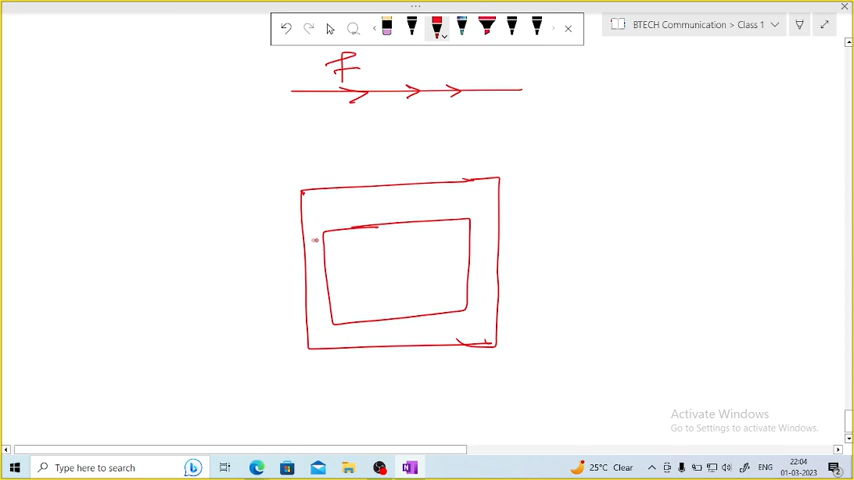 BTECH Communication > Class 1
F
Activate Windows
Go to Settings to activate Windows.
Type here to search
25°C Clear
ENG
22:04
01-03-2023
2